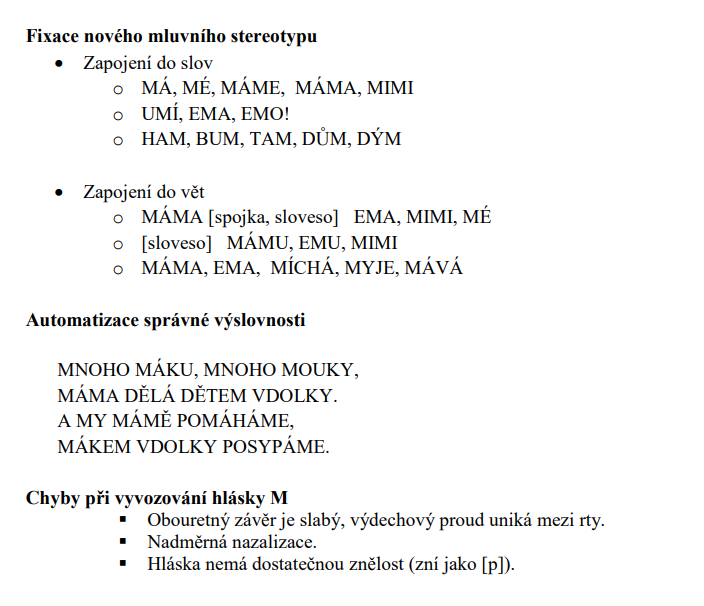 Fixace nového mluvního stereotypu
• Zapojení do slov
o MÁ, MÉ, MÁME, MÁMA, MIMI
o UMÍ, EMA, EMO!
o HAM, BUM, TAM, DŮM, DÝM
• Zapojení do vět
o MÁMA [spojka, sloveso] EMA, MIMI, MÉ
o [sloveso] MÁMU, EMU, MIMI
o MÁMA, EMA, MÍCHÁ, MYJE, MÁVÁ
Automatizace správné výslovnosti
MNOHO MÁKU, MNOHO MOUKY,
MÁMA DĚLÁ DĚTEM VDOLKY.
A MY MÁMĚ POMÁHÁME,
MÁKEM VDOLKY POSYPÁME.
Chyby při vyvozování hlásky M
▪ Obouretný závěr je slabý, výdechový proud uniká mezi rty.
▪ Nadměrná nazalizace.
▪ Hláska nemá dostatečnou znělost (zní jako [p]).